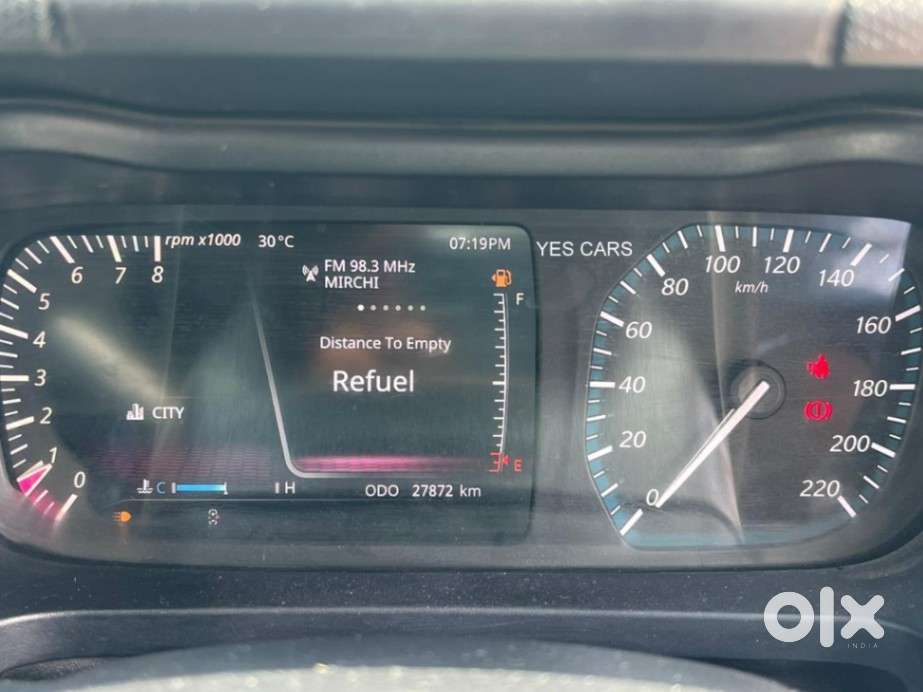 rpm x1000
30°C
07:19PM
YES CARS
FM 98.3 MHz
MIRCHI
F
Distance To Empty
Refuel
CITY
E
C
H
ODO 27872 km
0
1
2
3
4
5
6
7
8
0
20
40
60
80
100
120
140
160
180
200
220
km/h
olx
INDIA